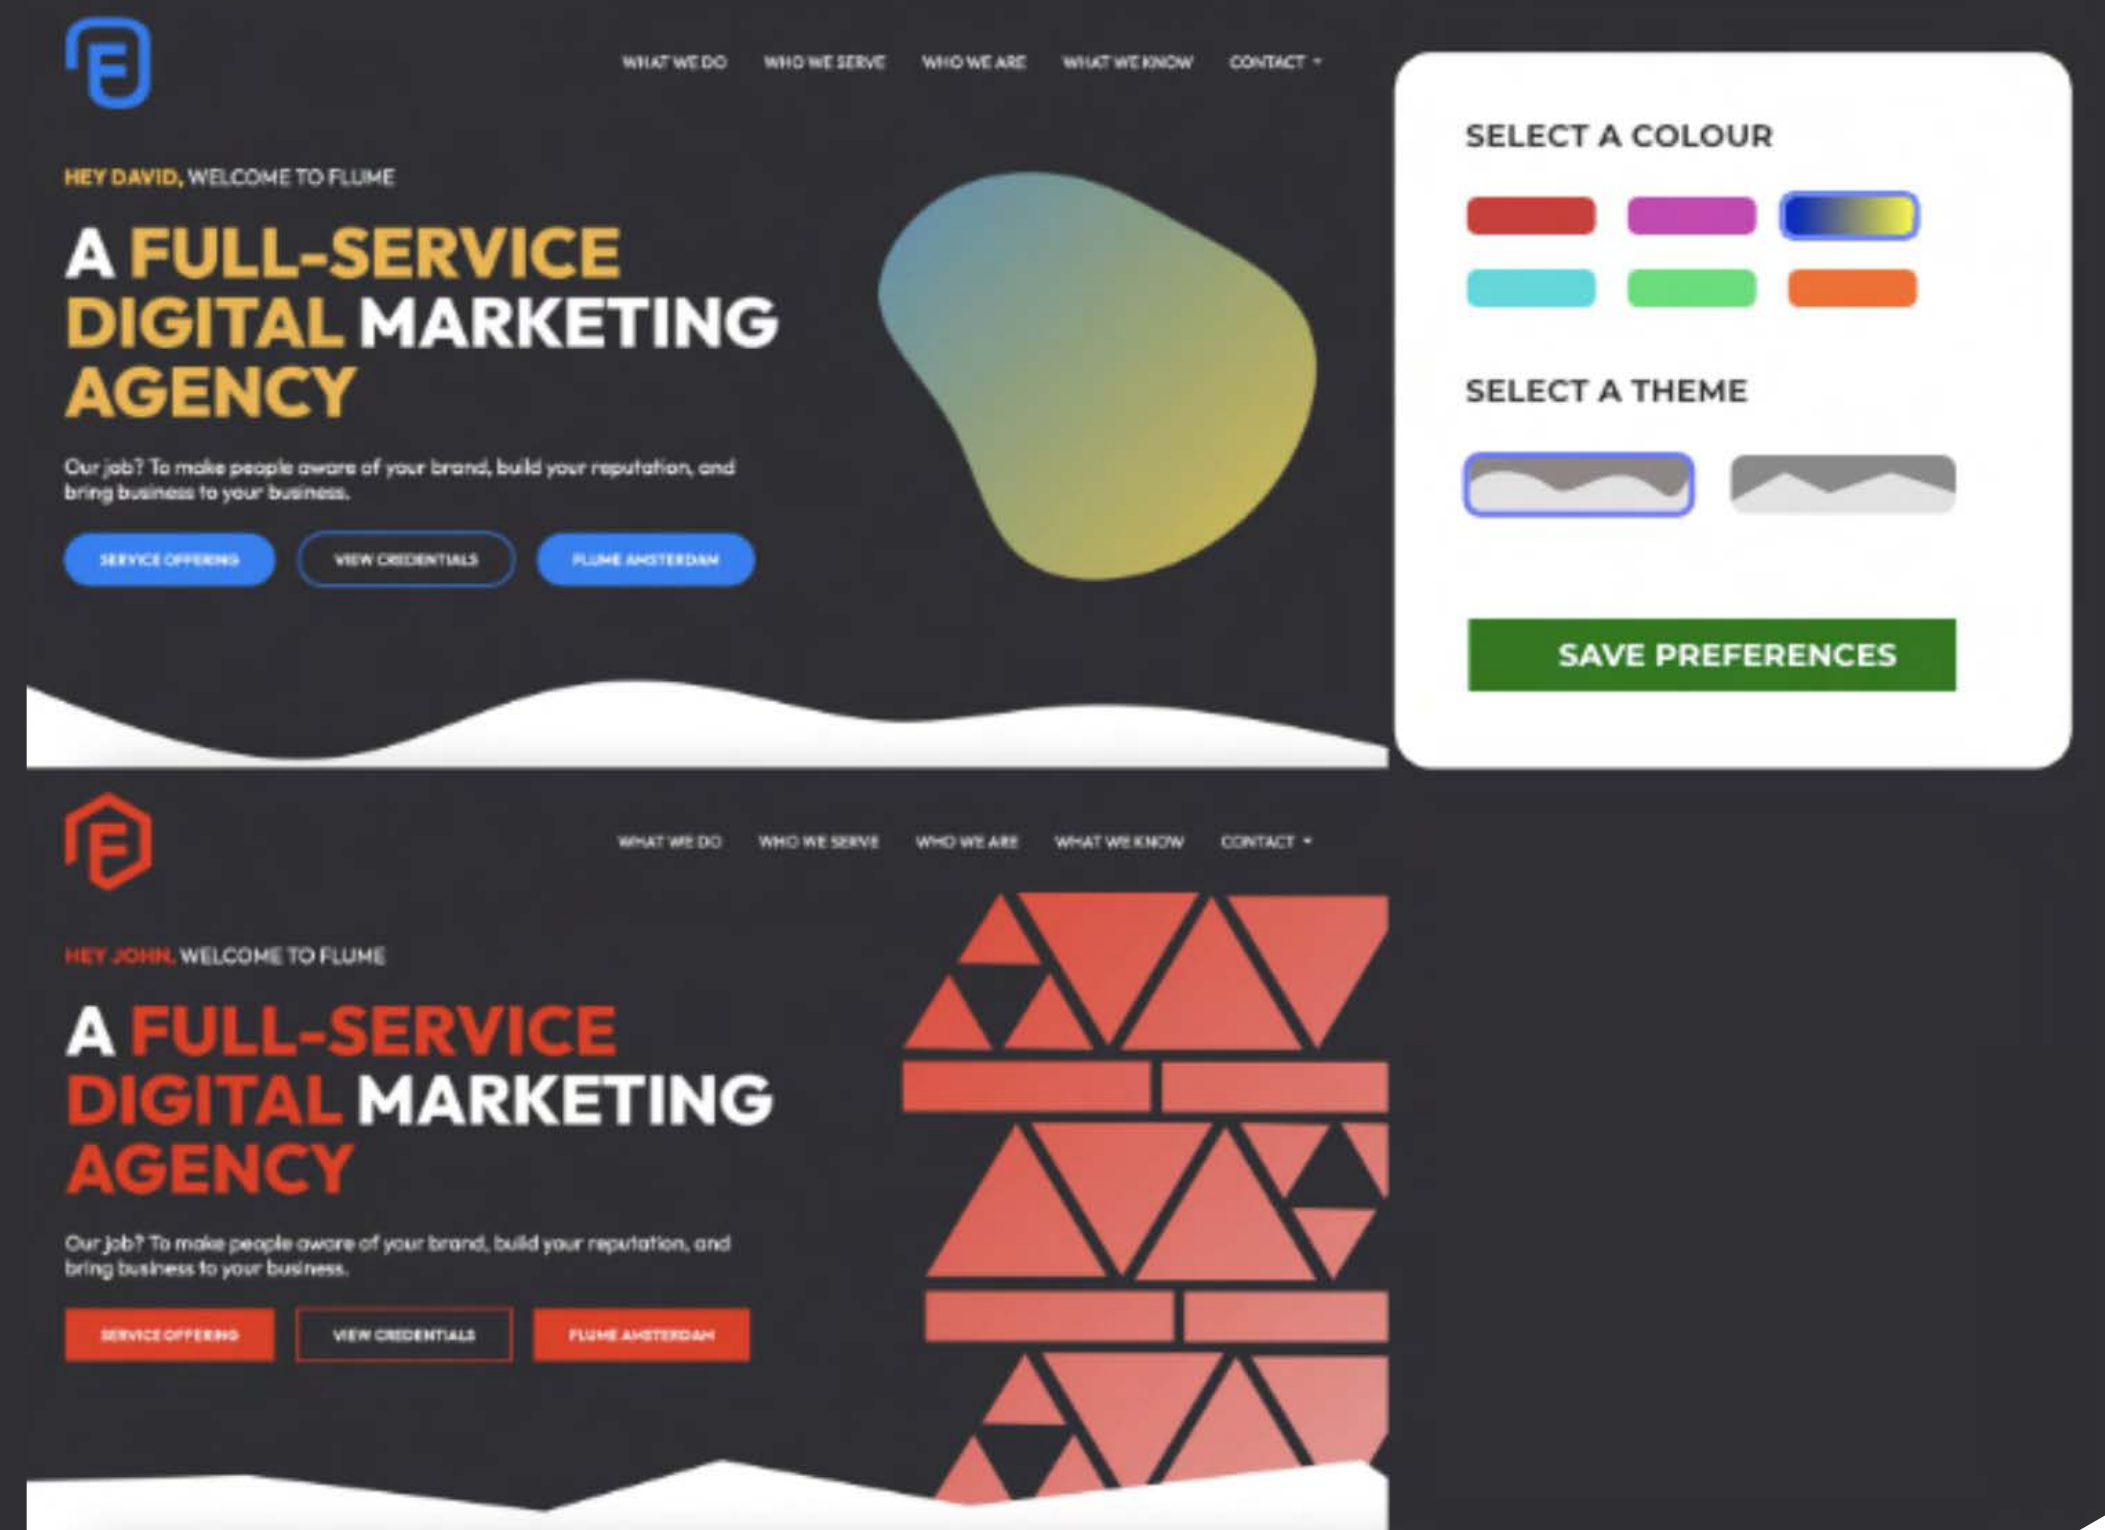 WHAT WE DO WHO WE SERVE WHO WE ARE WHAT WE KNOW CONTACT
HEY DAVID, WELCOME TO FLUME
A FULL-SERVICE
DIGITAL MARKETING
AGENCY
Our job? To make people aware of your brand, build your reputation, and
bring business to your business.
SERVICE OFFERING VIEW CREDENTIALS FLUME AMSTERDAM
SELECT A COLOUR
SELECT A THEME
SAVE PREFERENCES
WHAT WE DO WHO WE SERVE WHO WE ARE WHAT WE KNOW CONTACT
HEY JOHN, WELCOME TO FLUME
A FULL-SERVICE
DIGITAL MARKETING
AGENCY
Our job? To make people aware of your brand, build your reputation, and
bring business to your business.
SERVICE OFFERING VIEW CREDENTIALS FLUME AMSTERDAM